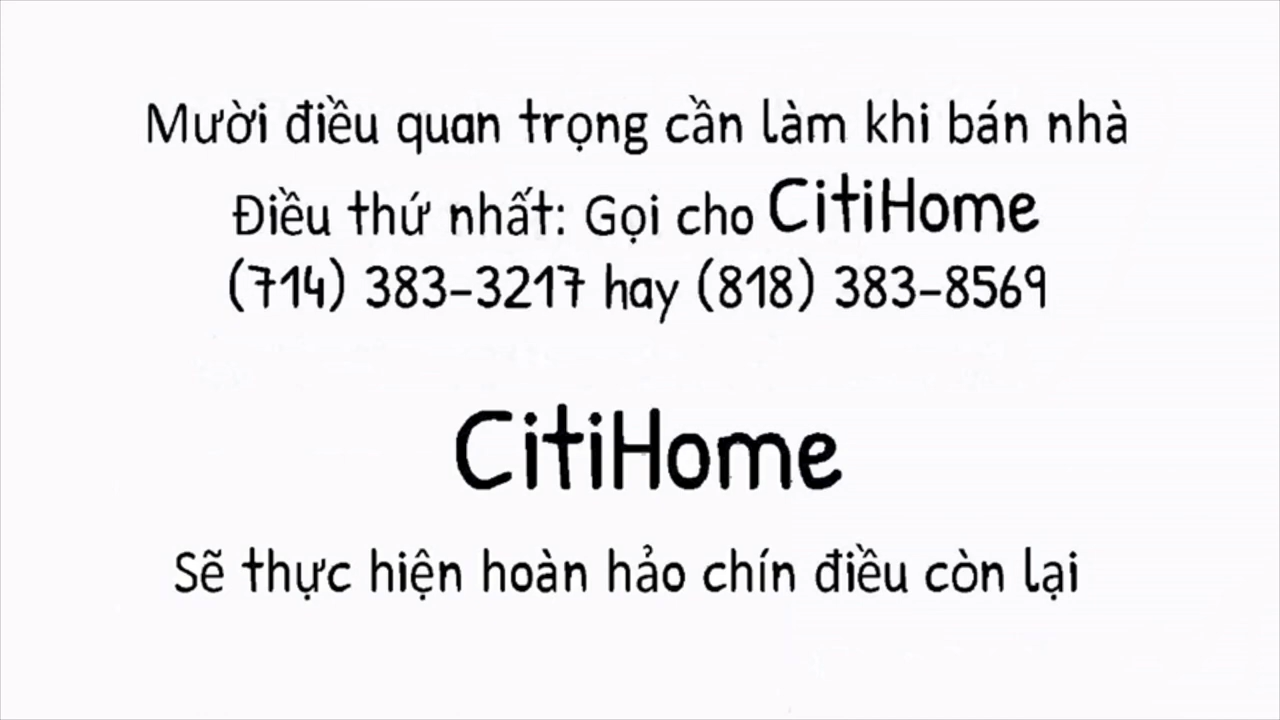 Mười điều quan trọng cần làm khi bán nhà
Điều thứ nhất: Gọi cho CitiHome
(714) 383-3217 hay (818) 383-8569
CitiHome
Sẽ thực hiện hoàn hảo chín điều còn lại